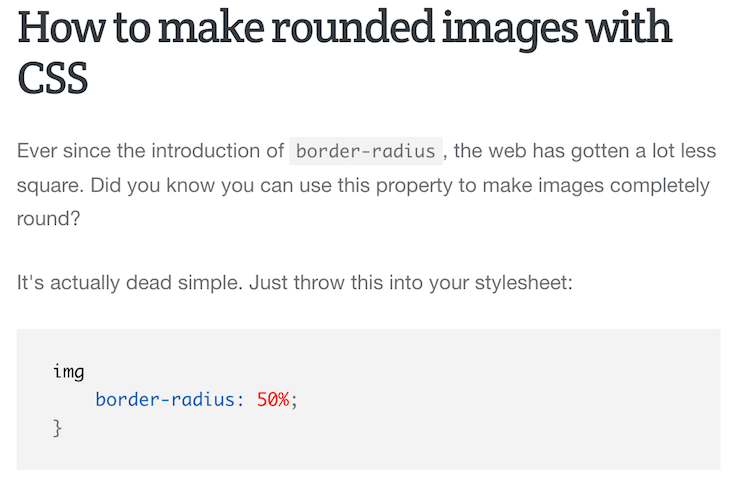 How to make rounded images with
CSS
Ever since the introduction of border-radius, the web has gotten a lot less
square. Did you know you can use this property to make images completely
round?
It's actually dead simple. Just throw this into your stylesheet:
img
    border-radius: 50%;
}